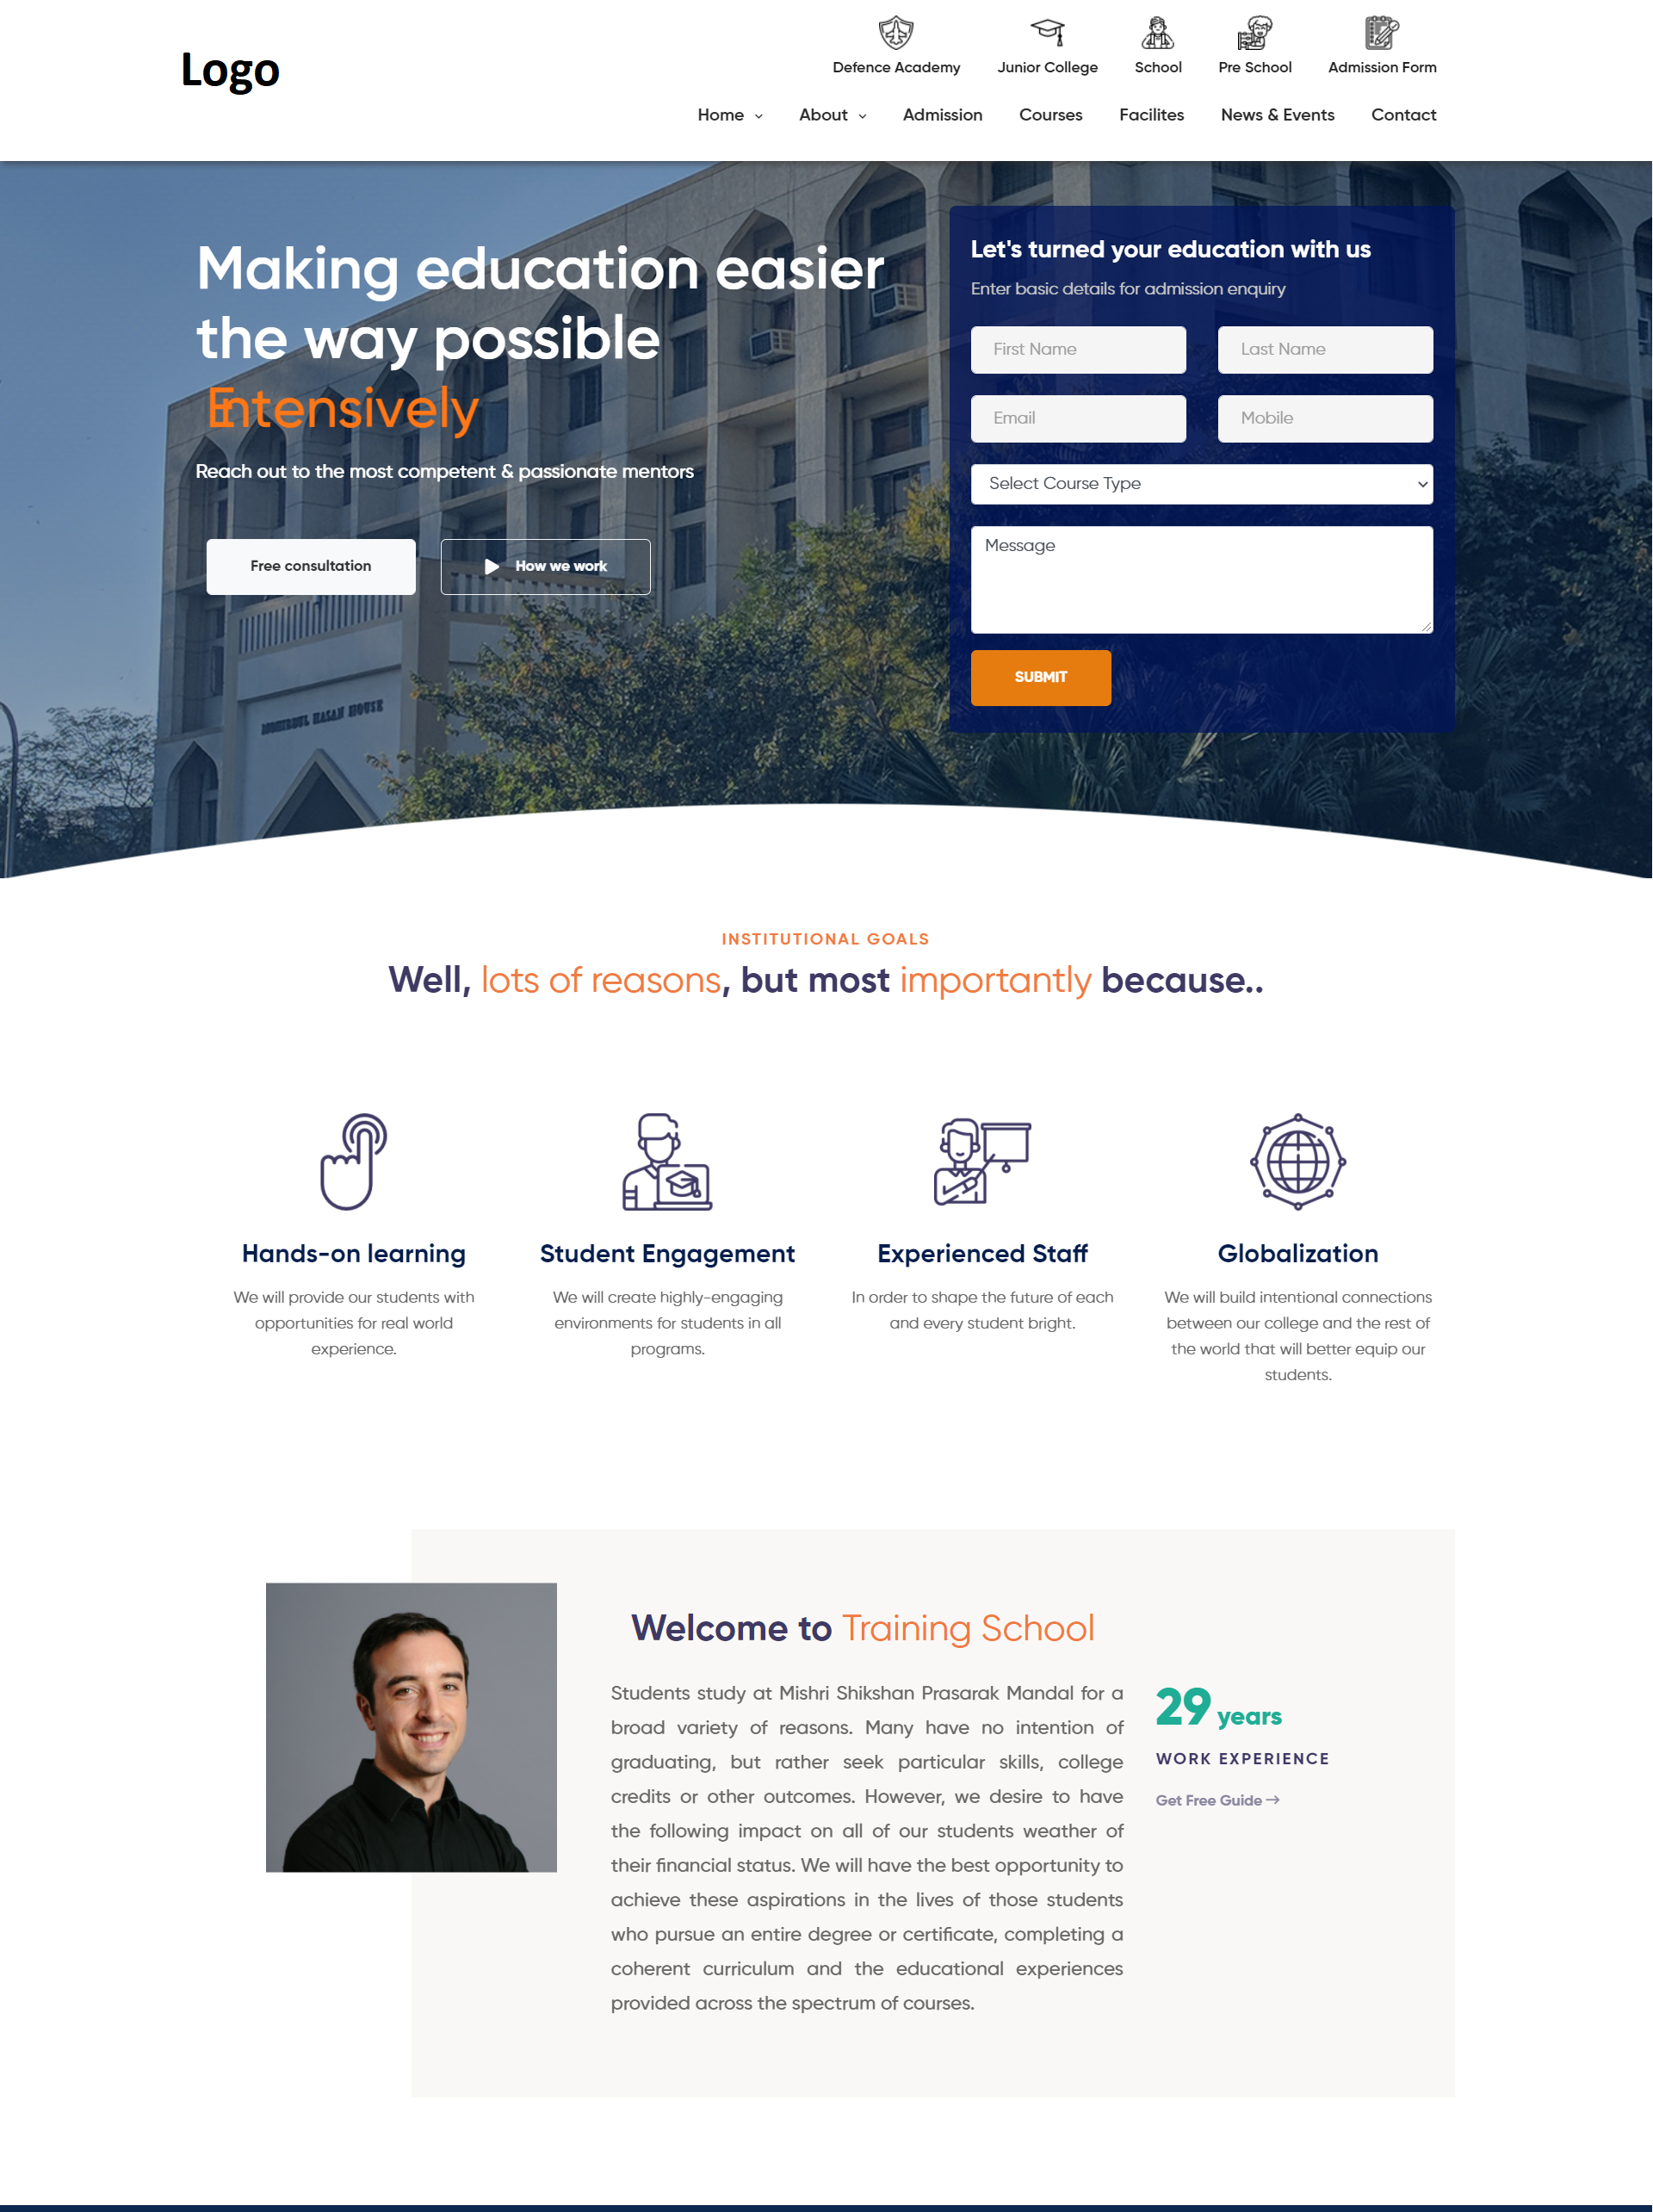 Logo
Defence Academy
Junior College
School
Pre School
Admission Form
Home
About
Admission
Courses
Facilites
News & Events
Contact
Making education easier
the way possible
Reach out to the most competent & passionate mentors
Free consultation
How we work
Let's turned your education with us
Enter basic details for admission enquiry
First Name
Last Name
Email
Mobile
Select Course Type
Message
SUBMIT
INSTITUTIONAL GOALS
Well, lots of reasons, but most importantly because..
Hands-on learning
We will provide our students with
opportunities for real world
experience.
Student Engagement
We will create highly-engaging
environments for students in all
programs.
Experienced Staff
In order to shape the future of each
and every student bright.
Globalization
We will build intentional connections
between our college and the rest of
the world that will better equip our
students.
Welcome to Training School
Students study at Mishri Shikshan Prasarak Mandal for a
broad variety of reasons. Many have no intention of
graduating, but rather seek particular skills, college
credits or other outcomes. However, we desire to have
the following impact on all of our students weather of
their financial status. We will have the best opportunity to
achieve these aspirations in the lives of those students
who pursue an entire degree or certificate, completing a
coherent curriculum and the educational experiences
provided across the spectrum of courses.
29 years
WORK EXPERIENCE
Get Free Guide →